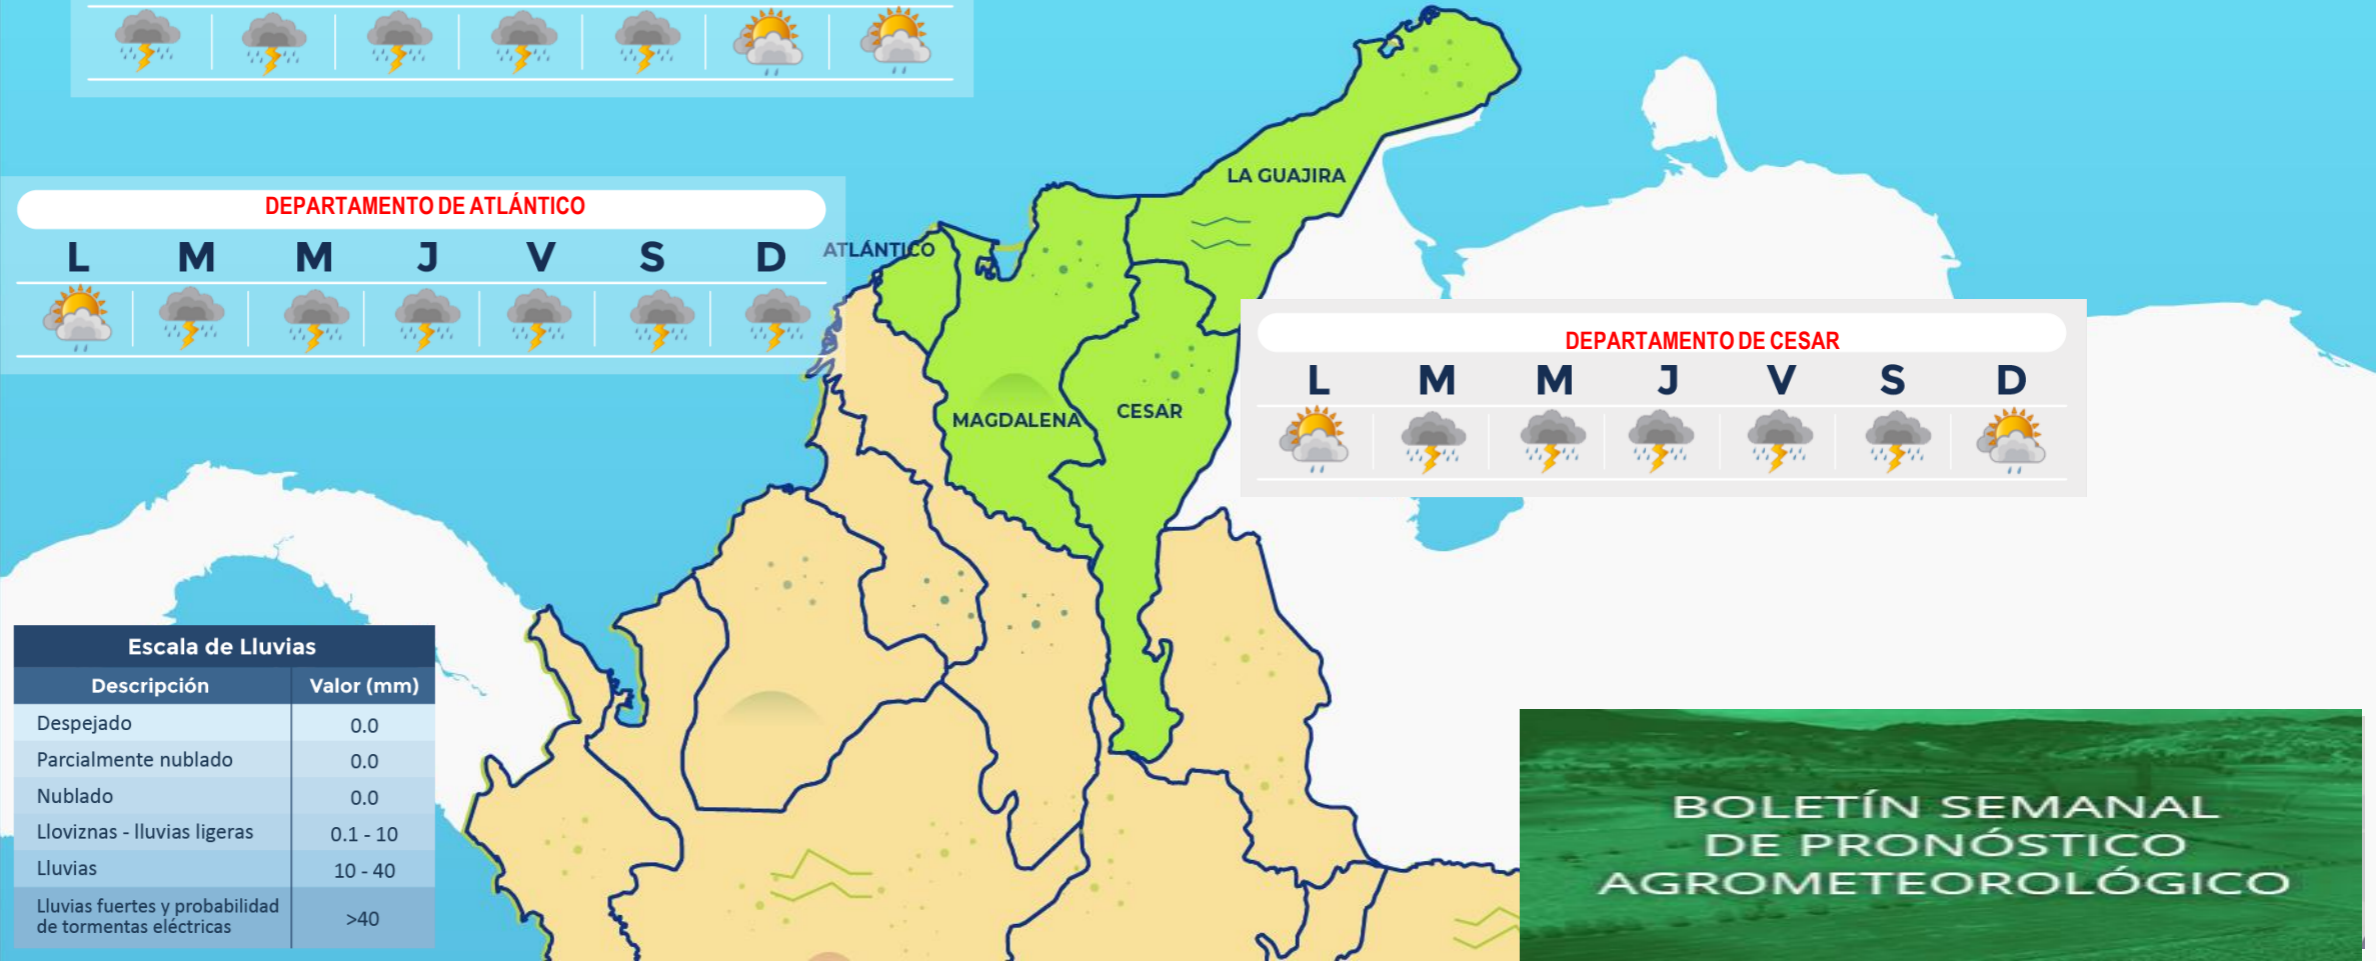 LA GUAJIRA
DEPARTAMENTO DE ATLÁNTICO
L M M J V S D
ATLÁNTICO
DEPARTAMENTO DE CESAR
L M M J V S D
MAGDALENA
CESAR
Escala de Lluvias
Descripción Valor (mm)
Despejado 0.0
Parcialmente nublado 0.0
Nublado 0.0
Lloviznas - lluvias ligeras 0.1 - 10
Lluvias 10 - 40
Lluvias fuertes y probabilidad
de tormentas eléctricas >40
BOLETÍN SEMANAL
DE PRONÓSTICO
AGROMETEOROLÓGICO